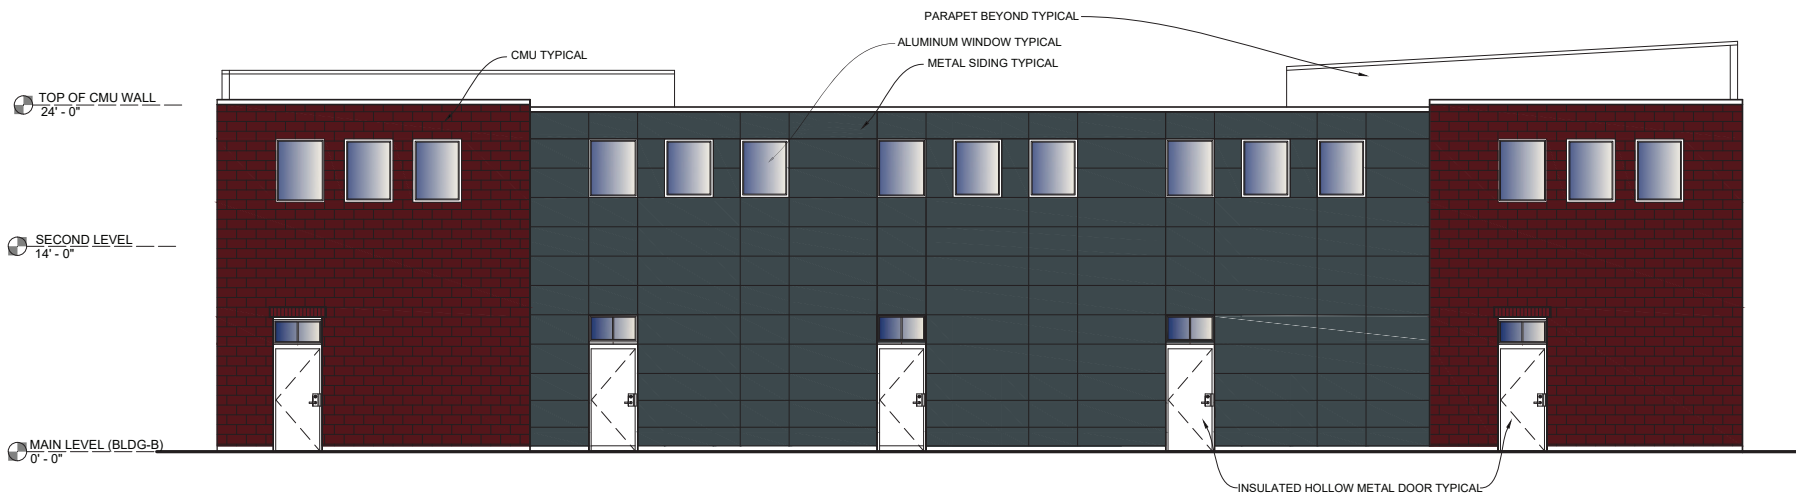 PARAPET BEYOND TYPICAL
ALUMINUM WINDOW TYPICAL
CMU TYPICAL
METAL SIDING TYPICAL
TOP OF CMU WALL
24' - 0"
SECOND LEVEL
14' - 0"
MAIN LEVEL (BLDG-B)
0' - 0"
INSULATED HOLLOW METAL DOOR TYPICAL